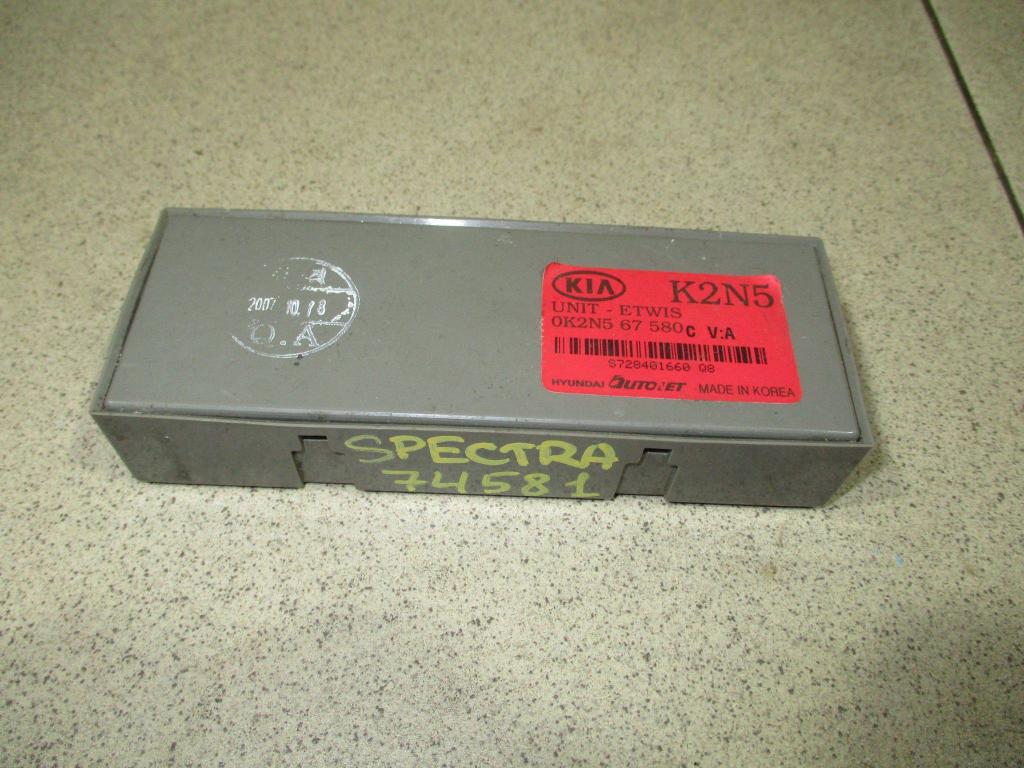 2007 10. 18
Q.A
KIA K2N5
UNIT - ETWIS
0K2N5 67 580C V:A
S728401660 Q8
HYUNDAI AUTONET MADE IN KOREA
SPECTRA
74581